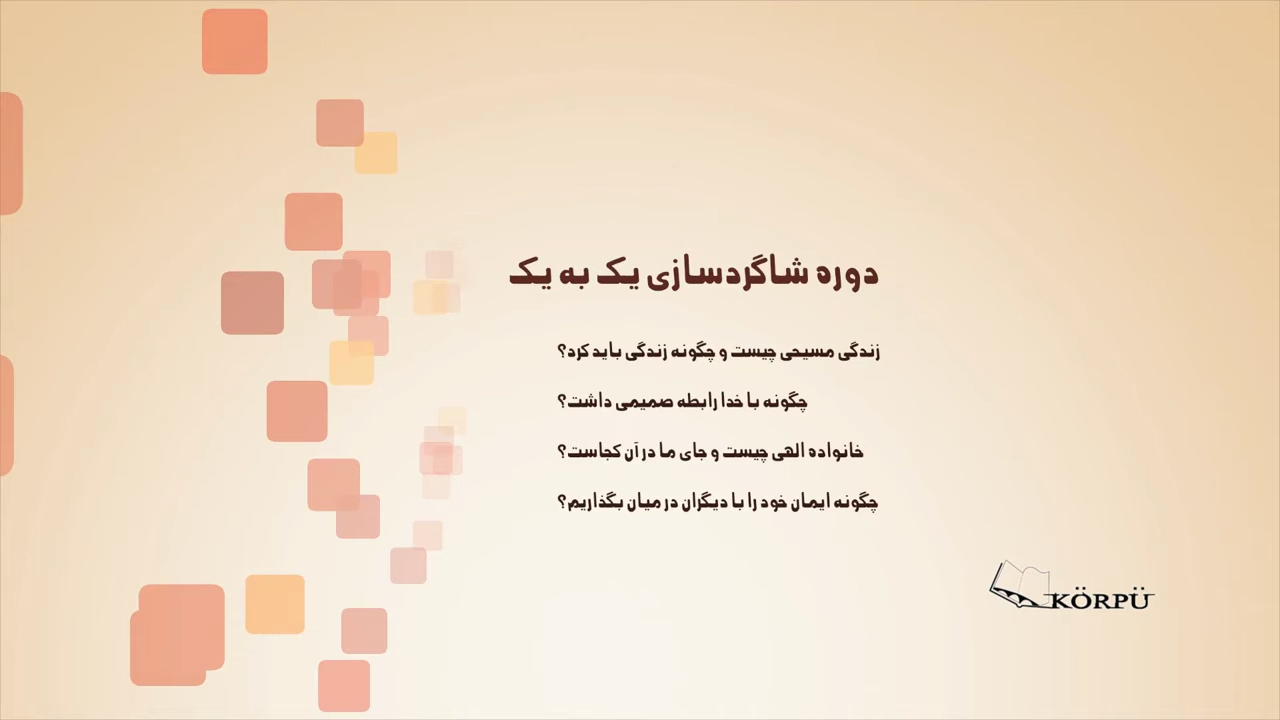 دوره شاگردسازی یک به یک
زندگی مسیحی چیست و چگونه زندگی باید کرد؟
چگونه با خدا رابطه صمیمی داشت؟
خانواده الهی چیست و جای ما در آن کجاست؟
چگونه ایمان خود را با دیگران در میان بگذاریم؟
KÖRPÜ